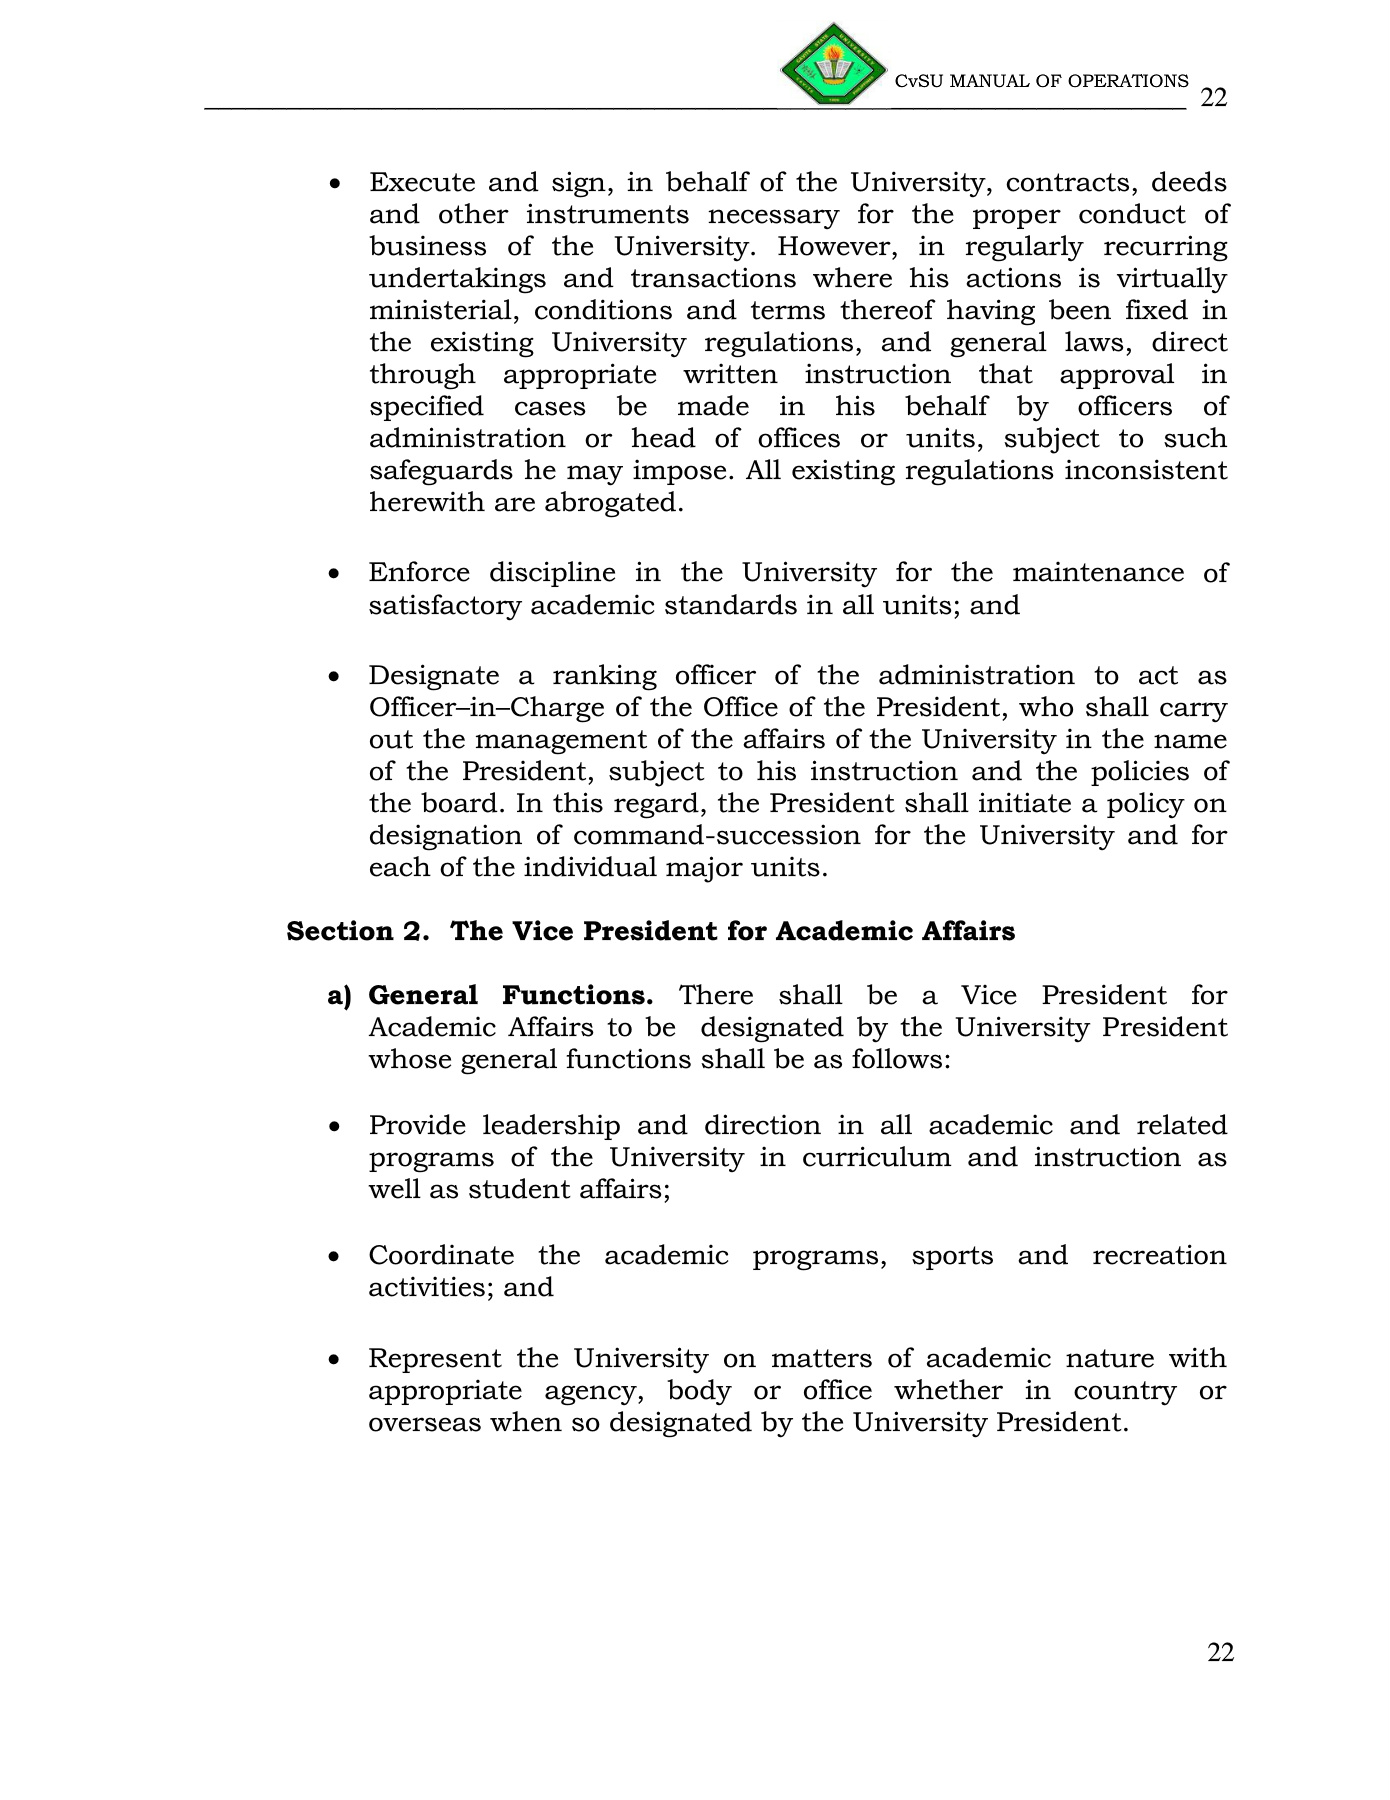 CvSU MANUAL OF OPERATIONS 22
• Execute and sign, in behalf of the University, contracts, deeds
and other instruments necessary for the proper conduct of
business of the University. However, in regularly recurring
undertakings and transactions where his actions is virtually
ministerial, conditions and terms thereof having been fixed in
the existing University regulations, and general laws, direct
through appropriate written instruction that approval in
specified cases be made in his behalf by officers of
administration or head of offices or units, subject to such
safeguards he may impose. All existing regulations inconsistent
herewith are abrogated.
• Enforce discipline in the University for the maintenance of
satisfactory academic standards in all units; and
• Designate a ranking officer of the administration to act as
Officer–in–Charge of the Office of the President, who shall carry
out the management of the affairs of the University in the name
of the President, subject to his instruction and the policies of
the board. In this regard, the President shall initiate a policy on
designation of command-succession for the University and for
each of the individual major units.
Section 2. The Vice President for Academic Affairs
a) General Functions. There shall be a Vice President for
Academic Affairs to be designated by the University President
whose general functions shall be as follows:
• Provide leadership and direction in all academic and related
programs of the University in curriculum and instruction as
well as student affairs;
• Coordinate the academic programs, sports and recreation
activities; and
• Represent the University on matters of academic nature with
appropriate agency, body or office whether in country or
overseas when so designated by the University President.
22